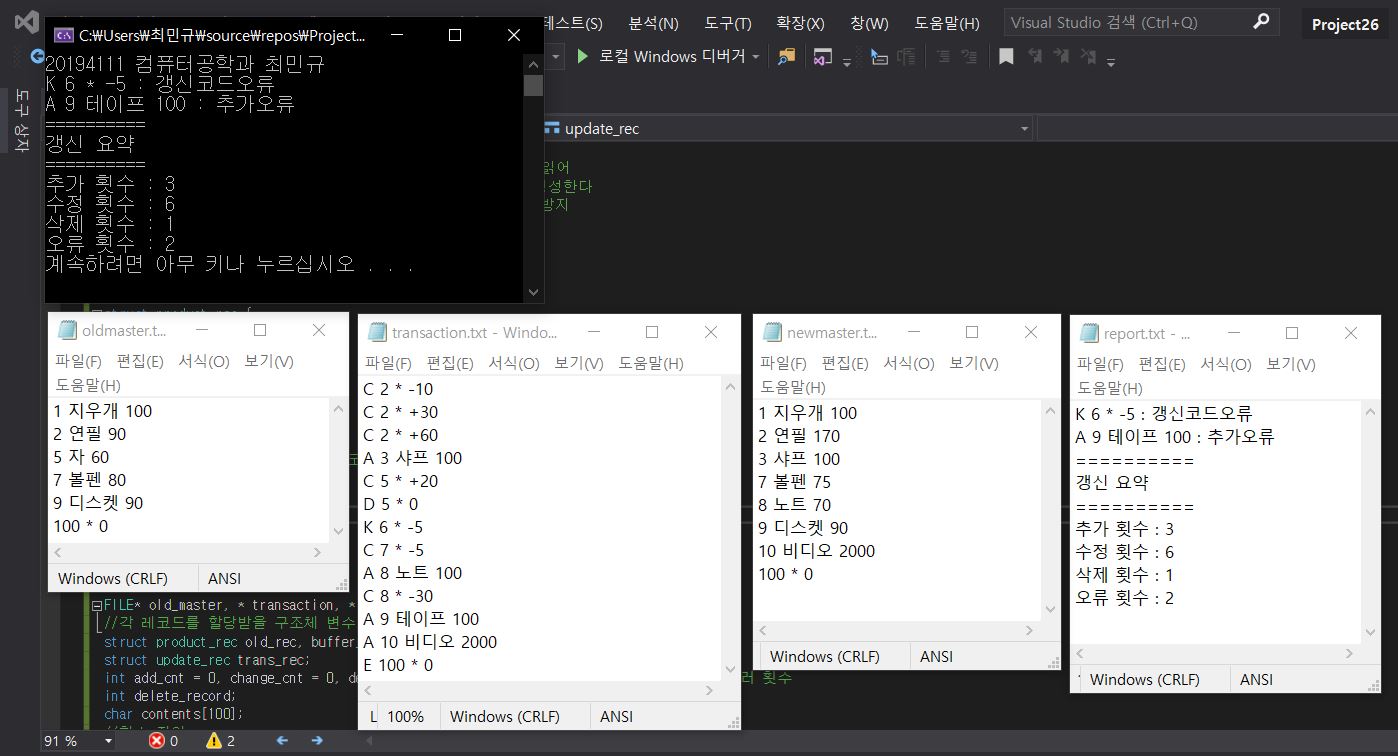 테스트(S) 분석(N) 도구(T) 확장(X) 창(W) 도움말(H) Visual Studio 검색 (Ctrl+Q) Project26
C:\Users\최민규\source\repos\Project...
로컬 Windows 디버거
도구 상자
20194111 컴퓨터공학과 최민규
K 6 * -5 : 갱신코드오류
A 9 테이프 100 : 추가오류
==========
갱신 요약
==========
추가 횟수 : 3
수정 횟수 : 6
삭제 횟수 : 1
오류 횟수 : 2
계속하려면 아무 키나 누르십시오 . . .
update_rec
읽어
성한다
방지
oldmaster.t...
파일(F) 편집(E) 서식(O) 보기(V)
도움말(H)
1 지우개 100
2 연필 90
5 자 60
7 볼펜 80
9 디스켓 90
100 * 0
Windows (CRLF) ANSI
transaction.txt - Windo...
파일(F) 편집(E) 서식(O) 보기(V) 도움말(H)
C 2 * -10
C 2 * +30
C 2 * +60
A 3 샤프 100
C 5 * +20
D 5 * 0
K 6 * -5
C 7 * -5
A 8 노트 100
C 8 * -30
A 9 테이프 100
A 10 비디오 2000
E 100 * 0
L 100% Windows (CRLF) ANSI
newmaster.t...
파일(F) 편집(E) 서식(O) 보기(V)
도움말(H)
1 지우개 100
2 연필 170
3 샤프 100
7 볼펜 75
8 노트 70
9 디스켓 90
10 비디오 2000
100 * 0
Windows (CRLF) ANSI
report.txt - ...
파일(F) 편집(E) 서식(O) 보기(V)
도움말(H)
K 6 * -5 : 갱신코드오류
A 9 테이프 100 : 추가오류
==========
갱신 요약
==========
추가 횟수 : 3
수정 횟수 : 6
삭제 횟수 : 1
오류 횟수 : 2
Windows (CRLF) ANSI
FILE* old_master, * transaction, *
//각 레코드를 할당받을 구조체 변수
struct product_rec old_rec, buffer_
struct update_rec trans_rec;
int add_cnt = 0, change_cnt = 0, de
러 횟수
int delete_record;
char contents[100];
91 % 0 2